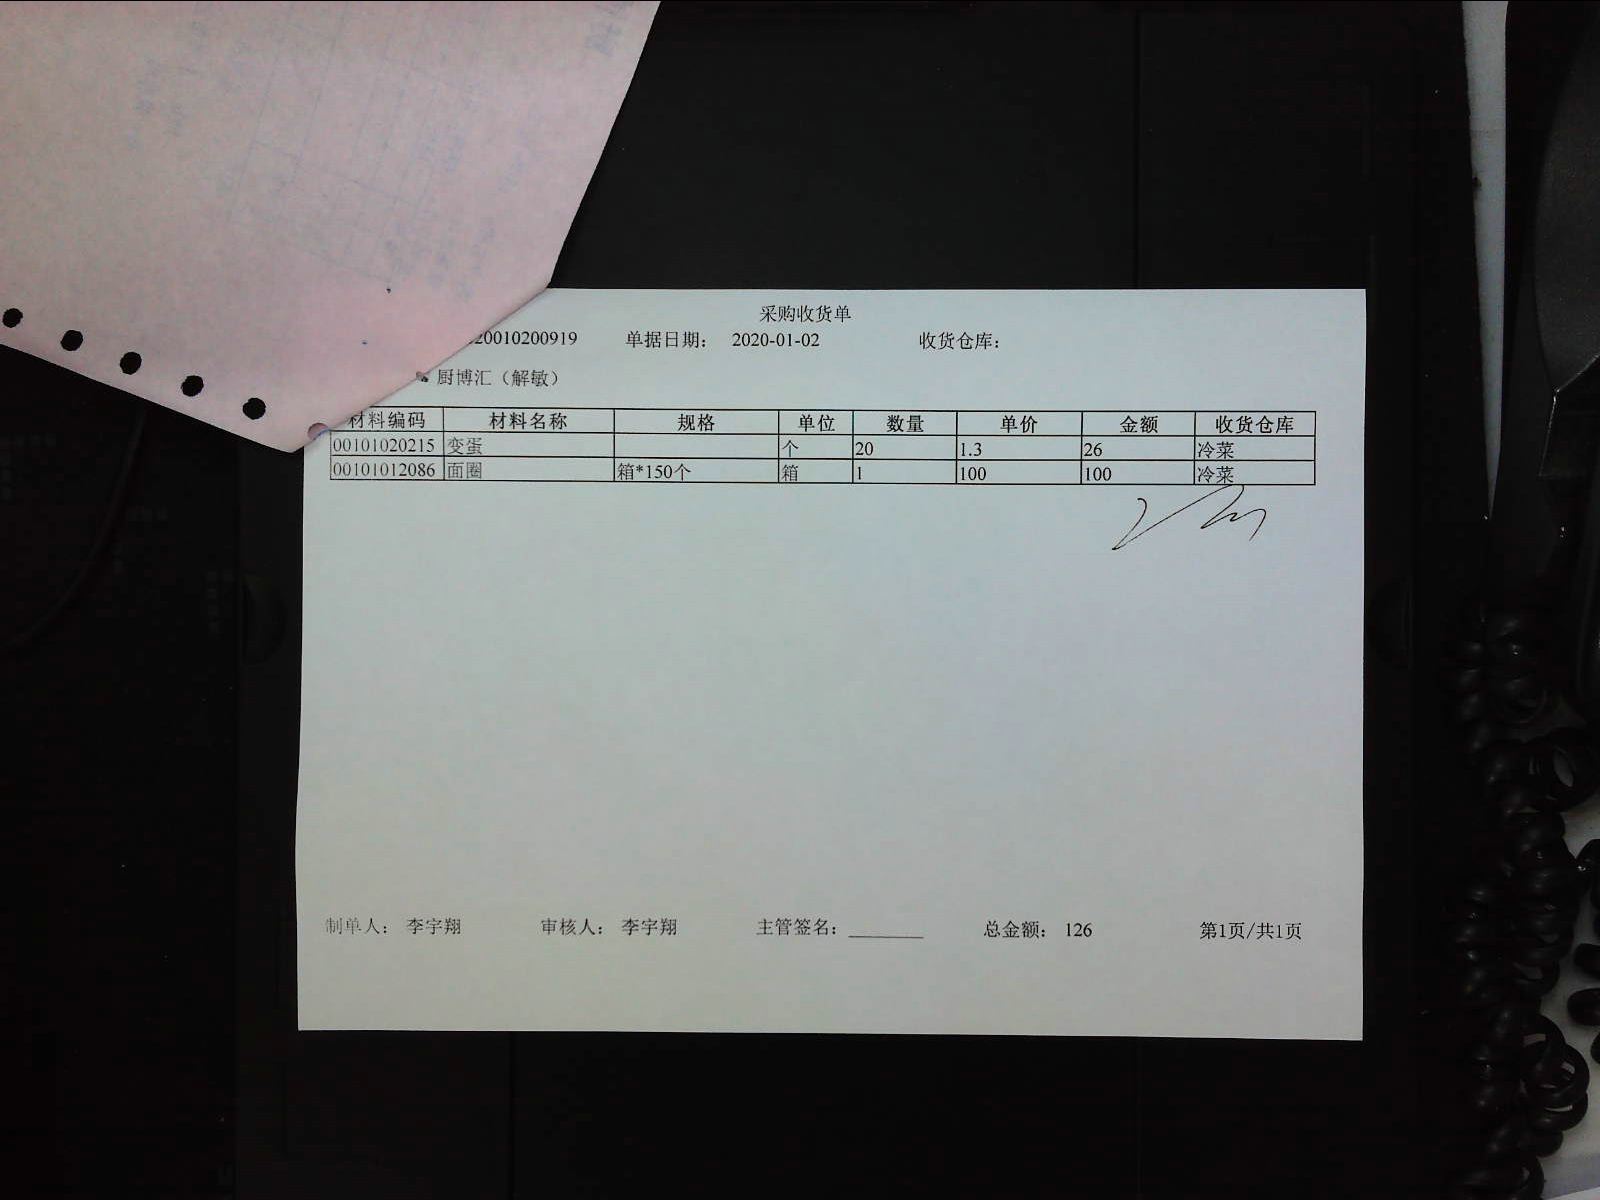 采购收货单
20010200919 单据日期： 2020-01-02 收货仓库：
厨博汇（解敏）
材料编码 材料名称 规格 单位 数量 单价 金额 收货仓库
00101020215 变蛋 个 20 1.3 26 冷菜
00101012086 面圈 箱*150个 箱 1 100 100 冷菜
制单人： 李宇翔 审核人： 李宇翔 主管签名： 总金额： 126 第1页/共1页